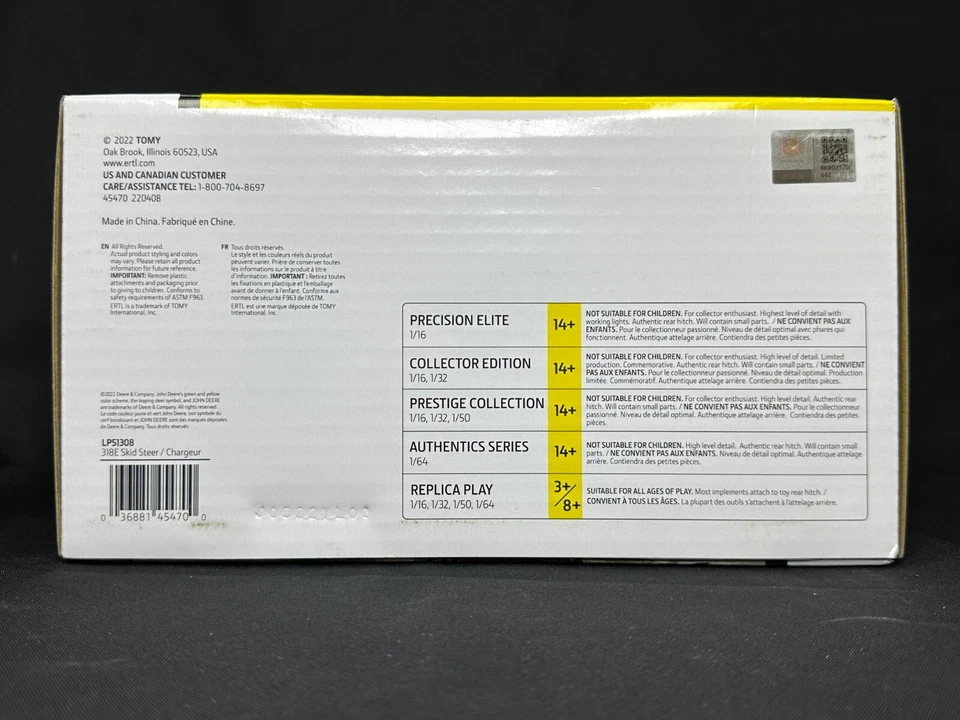 © 2022 TOMY
Oak Brook, Illinois 60523, USA
www.ertl.com
US AND CANADIAN CUSTOMER
CARE/ASSISTANCE TEL: 1-800-704-8697
45470 220408
Made in China. Fabriqué en Chine.
EN All Rights Reserved.
Actual product styling and colors
may vary. Please retain all product
information for future reference.
IMPORTANT: Remove plastic
attachments and packaging prior
to giving to children. Conforms to
safety requirements of ASTM F963.
ERTL is a trademark of TOMY
International, Inc.
FR Tous droits réservés.
Le style et les couleurs réels du produit
peuvent varier. Prière de conserver toutes
les informations sur le produit à titre
d'information. IMPORTANT : Retirez toutes
les fixations en plastique et l'emballage
avant de donner à l'enfant. Conforme aux
normes de sécurité F963 de l'ASTM.
ERTL est une marque déposée de TOMY
International, Inc.
©2022 Deere & Company. John Deere's green and yellow
color scheme, the leaping deer symbol, and JOHN DEERE
are trademarks of Deere & Company. All rights reserved.
Le code couleur jaune et vert John Deere, son symbole du
cerf bondissant et JOHN DEERE sont des marques déposées
de Deere & Company. Tous droits réservés.
LP51308
318E Skid Steer / Chargeur
0 36881 45470 0
PRECISION ELITE
1/16
14+
NOT SUITABLE FOR CHILDREN. For collector enthusiast. Highest level of detail with
working lights. Authentic rear hitch. Will contain small parts. / NE CONVIENT PAS AUX
ENFANTS. Pour le collectionneur passionné. Niveau de détail optimal avec phares qui
fonctionnent. Authentique attelage arrière. Contiendra des petites pièces.
COLLECTOR EDITION
1/16, 1/32
14+
NOT SUITABLE FOR CHILDREN. For collector enthusiast. High level of detail. Limited
production. Commemorative. Authentic rear hitch. Will contain small parts. / NE CONVIENT
PAS AUX ENFANTS. Pour le collectionneur passionné. Niveau de détail optimal. Production
limitée. Commémoratif. Authentique attelage arrière. Contiendra des petites pièces.
PRESTIGE COLLECTION
1/16, 1/32, 1/50
14+
NOT SUITABLE FOR CHILDREN. For collector enthusiast. High level detail. Authentic rear
hitch. Will contain small parts. / NE CONVIENT PAS AUX ENFANTS. Pour le collectionneur
passionné. Niveau de détail optimal. Authentique attelage arrière. Contiendra des petites
pièces.
AUTHENTICS SERIES
1/64
14+
NOT SUITABLE FOR CHILDREN. High level detail. Authentic rear hitch. Will contain small
parts. / NE CONVIENT PAS AUX ENFANTS. Niveau de détail optimal. Authentique attelage
arrière. Contiendra des petites pièces.
REPLICA PLAY
1/16, 1/32, 1/50, 1/64
3+/8+
SUITABLE FOR ALL AGES OF PLAY. Most implements attach to toy rear hitch. /
CONVIENT À TOUS LES ÂGES. La plupart des outils s'attachent à l'attelage arrière.